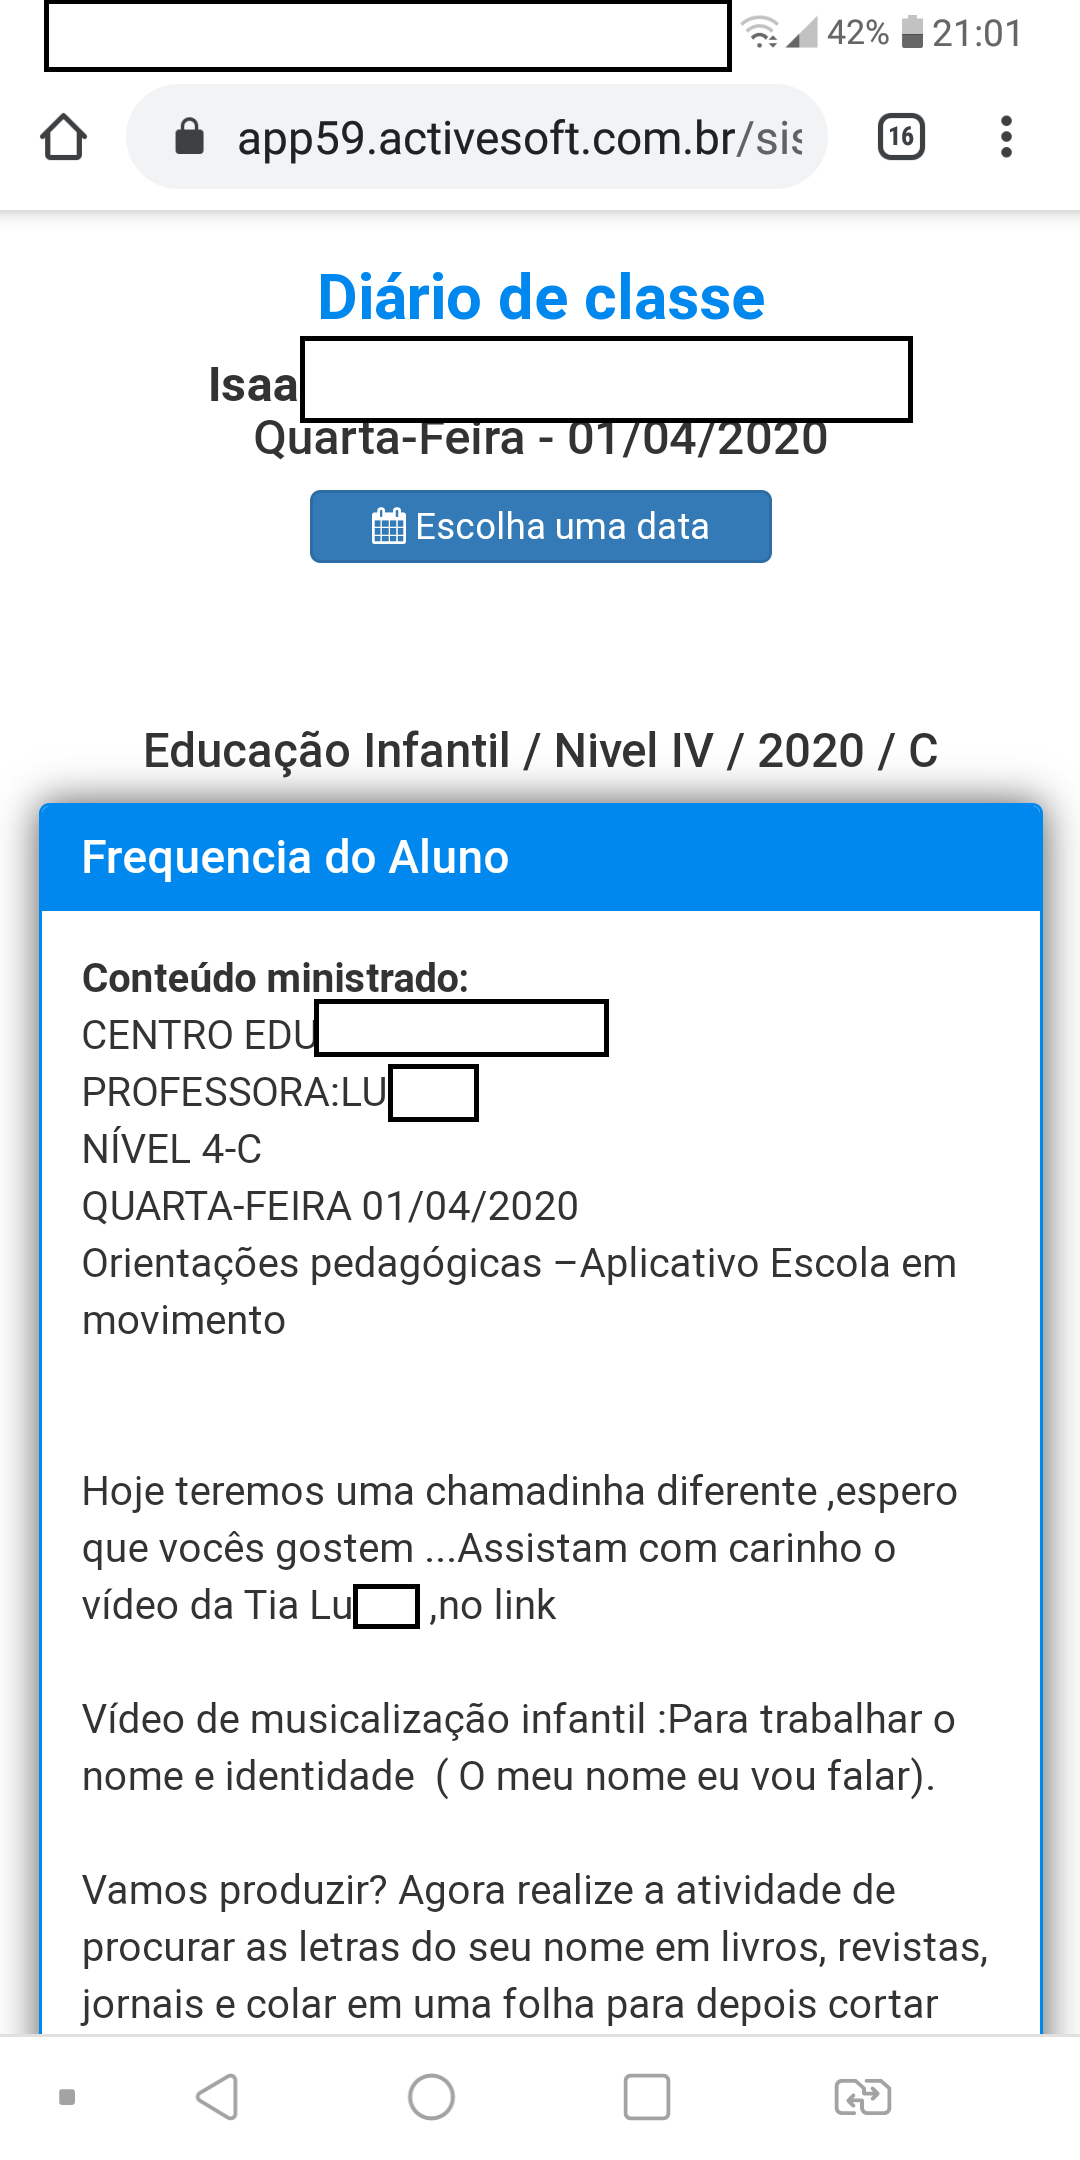 42% 21:01
app59.activesoft.com.br/sis
16
Diário de classe
Isaa
Quarta-Feira - 01/04/2020
Escolha uma data
Educação Infantil / Nivel IV / 2020 / C
Frequencia do Aluno
Conteúdo ministrado:
CENTRO EDU
PROFESSORA:LU
NÍVEL 4-C
QUARTA-FEIRA 01/04/2020
Orientações pedagógicas –Aplicativo Escola em
movimento
Hoje teremos uma chamadinha diferente ,espero
que vocês gostem ...Assistam com carinho o
vídeo da Tia Lu ,no link
Vídeo de musicalização infantil :Para trabalhar o
nome e identidade  ( O meu nome eu vou falar).
Vamos produzir? Agora realize a atividade de
procurar as letras do seu nome em livros, revistas,
jornais e colar em uma folha para depois cortar